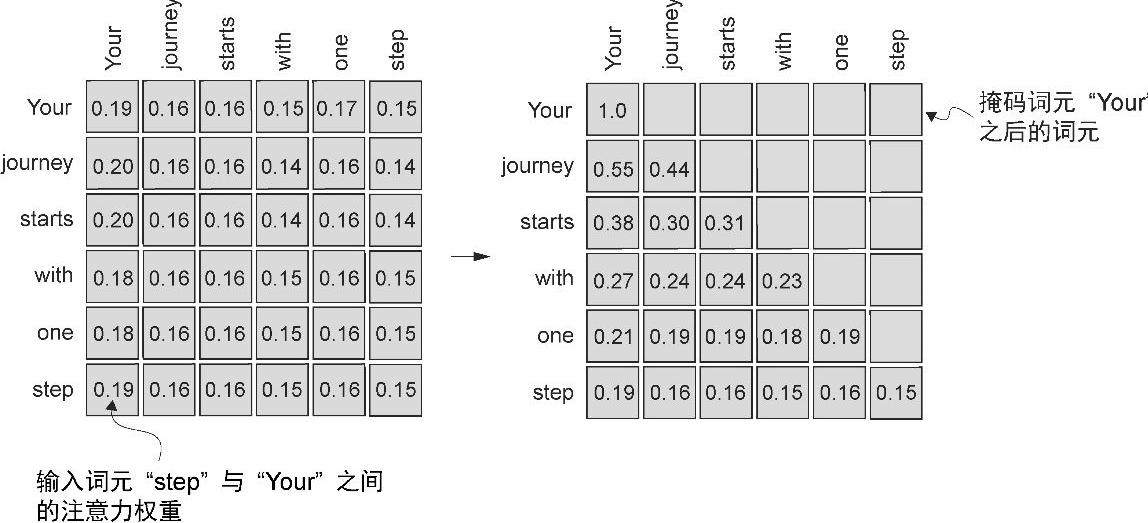 Your journey starts with one step
Your 0.19 0.16 0.16 0.15 0.17 0.15
journey 0.20 0.16 0.16 0.14 0.16 0.14
starts 0.20 0.16 0.16 0.14 0.16 0.14
with 0.18 0.16 0.16 0.15 0.16 0.15
one 0.18 0.16 0.16 0.15 0.16 0.15
step 0.19 0.16 0.16 0.15 0.16 0.15
输入词元 “step” 与 “Your” 之间
的注意力权重
Your journey starts with one step
Your 1.0
journey 0.55 0.44
starts 0.38 0.30 0.31
with 0.27 0.24 0.24 0.23
one 0.21 0.19 0.19 0.18 0.19
step 0.19 0.16 0.16 0.15 0.16 0.15
掩码词元 “Your”
之后的词元